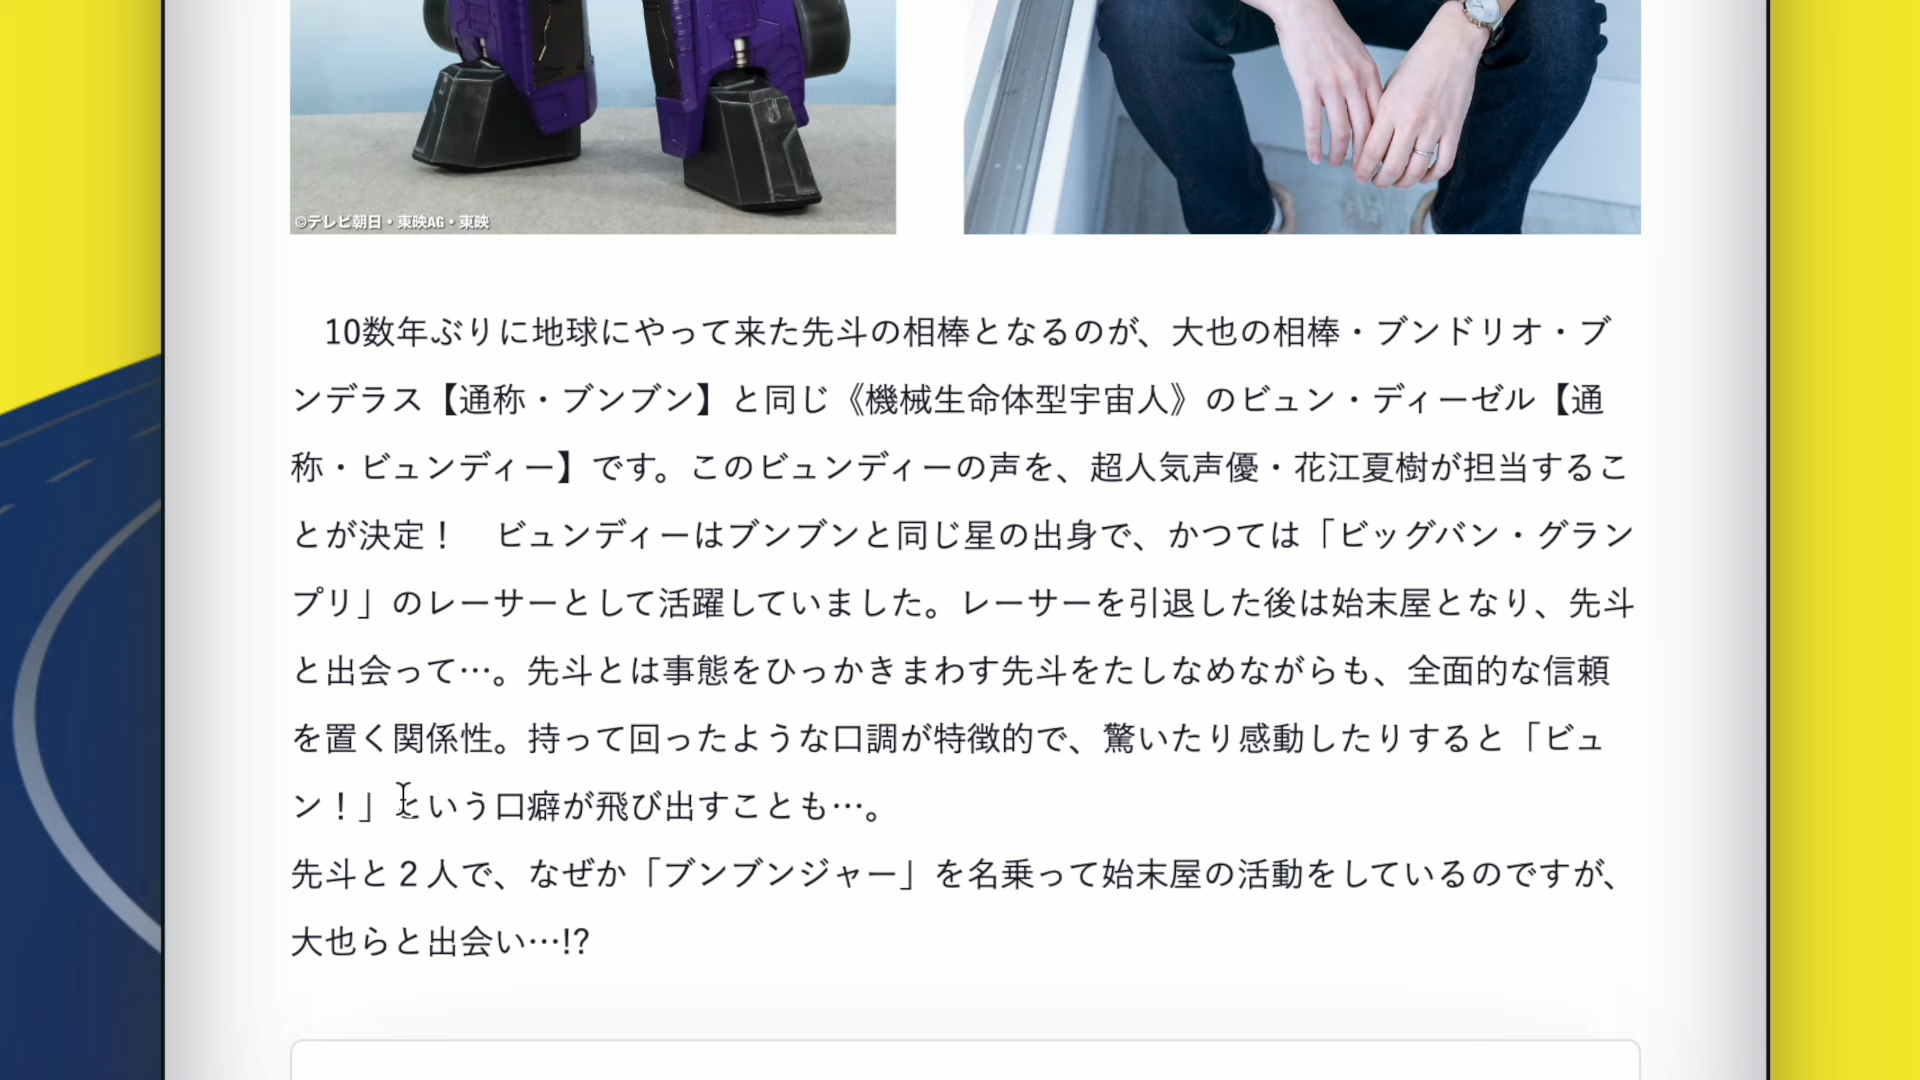 ©テレビ朝日・東映AG・東映
10数年ぶりに地球にやって来た先斗の相棒となるのが、大也の相棒・ブンドリオ・ブ
ンデラス【通称・ブンブン】と同じ《機械生命体型宇宙人》のビュン・ディーゼル【通
称・ビュンディー】です。このビュンディーの声を、超人気声優・花江夏樹が担当するこ
とが決定！　ビュンディーはブンブンと同じ星の出身で、かつては「ビッグバン・グラン
プリ」のレーサーとして活躍していました。レーサーを引退した後は始末屋となり、先斗
と出会って…。先斗とは事態をひっかきまわす先斗をたしなめながらも、全面的な信頼
を置く関係性。持って回ったような口調が特徴的で、驚いたり感動したりすると「ビュ
ン！」という口癖が飛び出すことも…。
先斗と２人で、なぜか「ブンブンジャー」を名乗って始末屋の活動をしているのですが、
大也らと出会い…!?